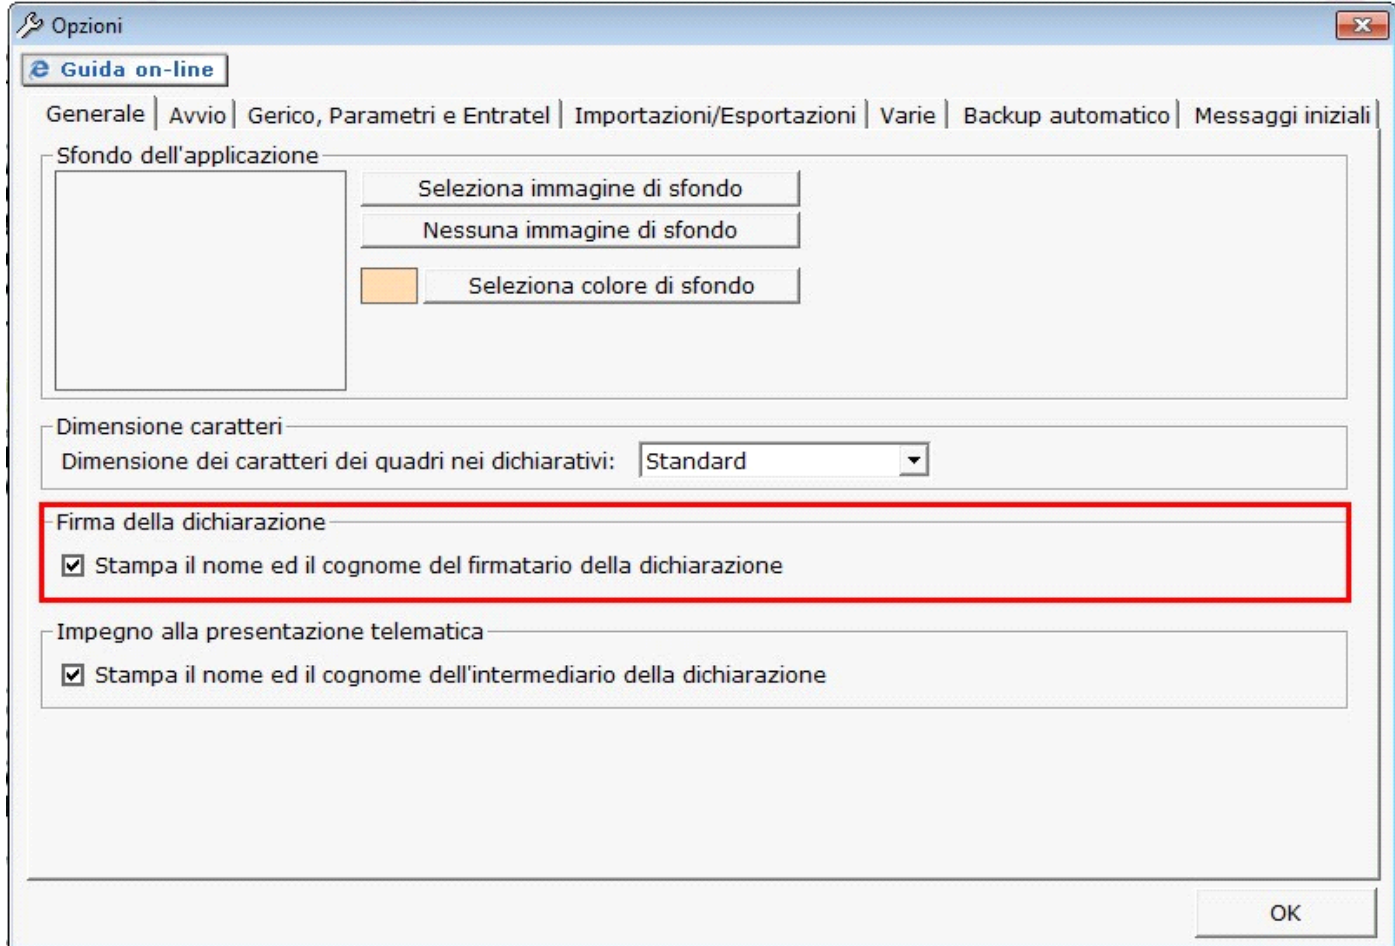 Opzioni
Guida on-line
Generale Avvio Gerico, Parametri e Entratel Importazioni/Esportazioni Varie Backup automatico Messaggi iniziali
Sfondo dell'applicazione
Seleziona immagine di sfondo
Nessuna immagine di sfondo
Seleziona colore di sfondo
Dimensione caratteri
Dimensione dei caratteri dei quadri nei dichiarativi: Standard
Firma della dichiarazione
Stampa il nome ed il cognome del firmatario della dichiarazione
Impegno alla presentazione telematica
Stampa il nome ed il cognome dell'intermediario della dichiarazione
OK